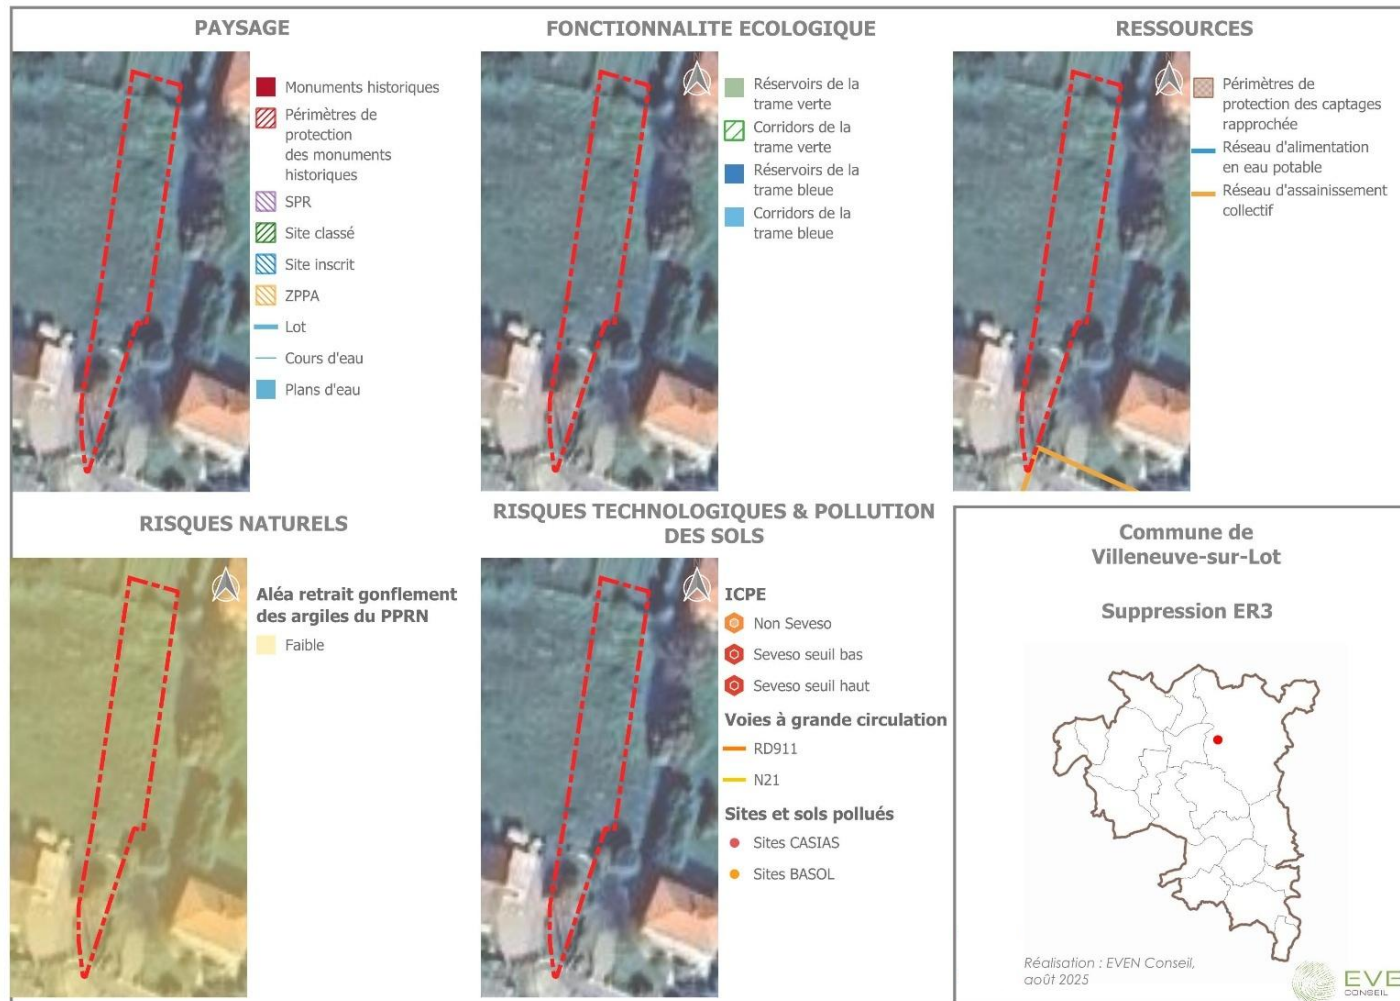 PAYSAGE
Monuments historiques
Périmètres de
protection
des monuments
historiques
SPR
Site classé
Site inscrit
ZPPA
Lot
Cours d'eau
Plans d'eau
FONCTIONNALITE ECOLOGIQUE
Réservoirs de la
trame verte
Corridors de la
trame verte
Réservoirs de la
trame bleue
Corridors de la
trame bleue
RESSOURCES
Périmètres de
protection des captages
rapprochée
Réseau d'alimentation
en eau potable
Réseau d'assainissement
collectif
RISQUES NATURELS
Aléa retrait gonflement
des argiles du PPRN
Faible
RISQUES TECHNOLOGIQUES & POLLUTION
DES SOLS
ICPE
Non Seveso
Seveso seuil bas
Seveso seuil haut
Voies à grande circulation
RD911
N21
Sites et sols pollués
Sites CASIAS
Sites BASOL
Commune de
Villeneuve-sur-Lot
Suppression ER3
Réalisation : EVEN Conseil,
août 2025
EVE
CONSEIL